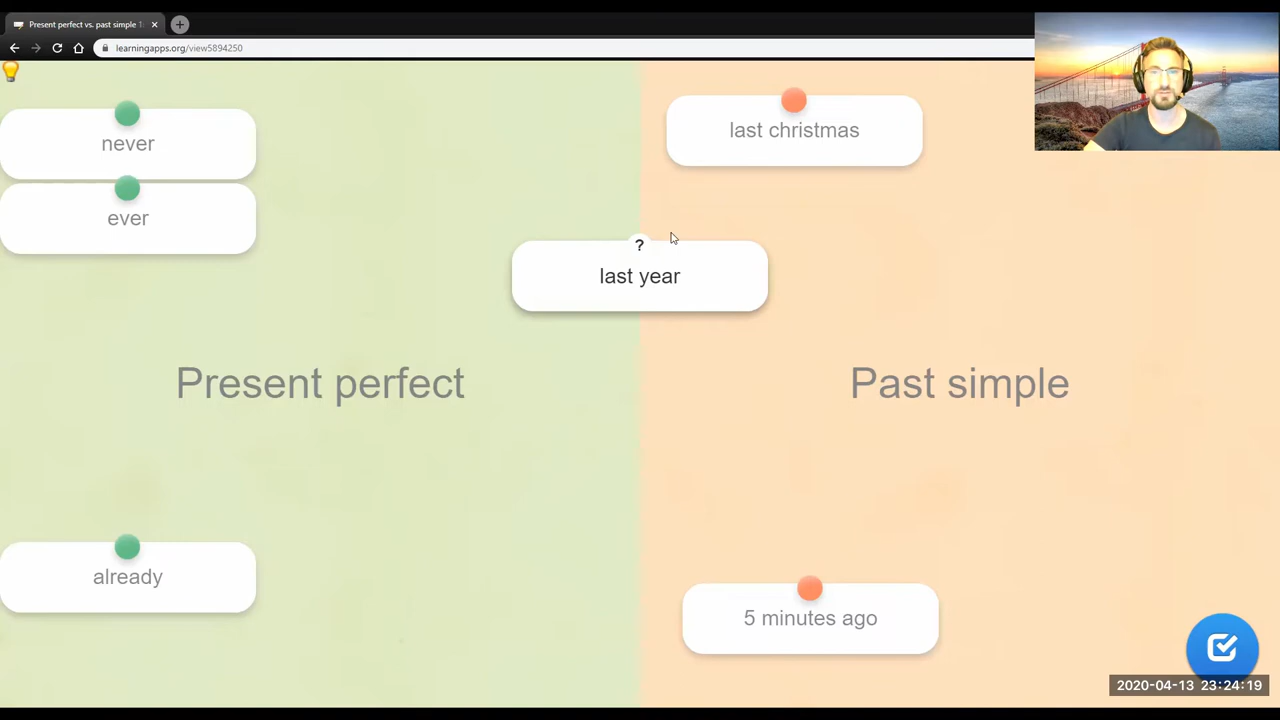 Present perfect vs. past simple
learningapps.org/view5894250
never
last christmas
ever
?
last year
Present perfect
Past simple
already
5 minutes ago
2020-04-13 23:24:19